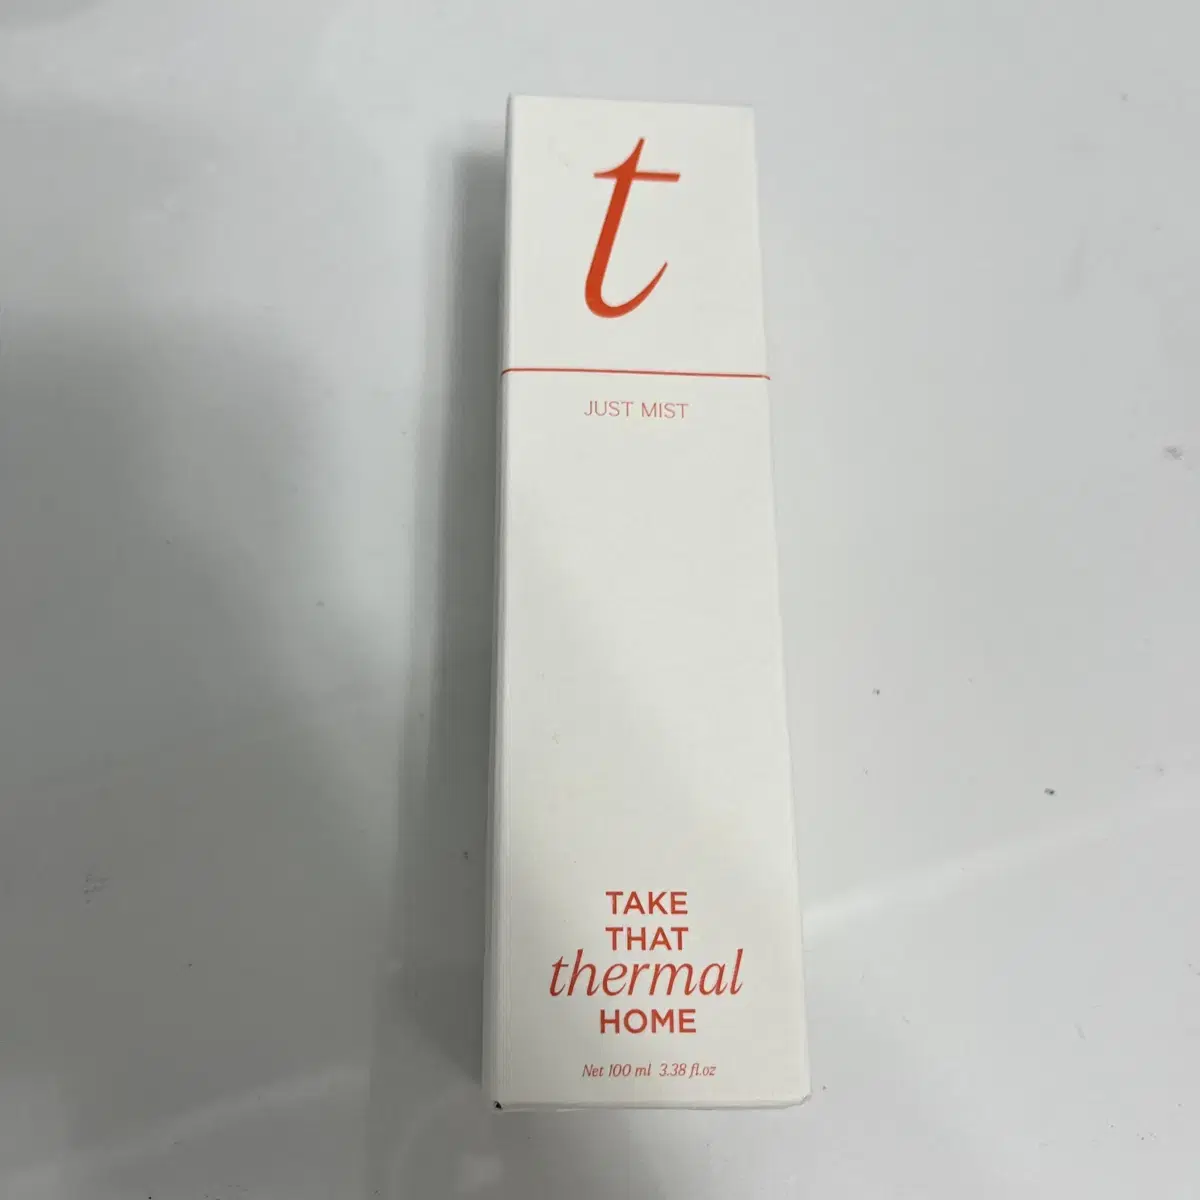 t
JUST MIST
TAKE
THAT
thermal
HOME
Net 100 ml 3.38 fl.oz